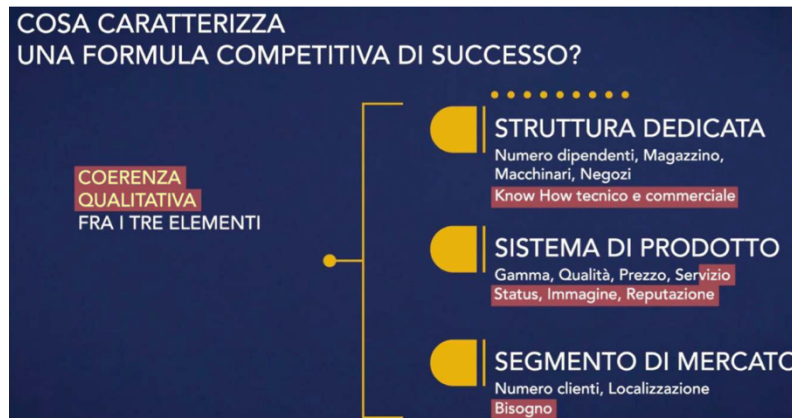 COSA CARATTERIZZA
UNA FORMULA COMPETITIVA DI SUCCESSO?
COERENZA
QUALITATIVA
FRA I TRE ELEMENTI
STRUTTURA DEDICATA
Numero dipendenti, Magazzino,
Macchinari, Negozi
Know How tecnico e commerciale
SISTEMA DI PRODOTTO
Gamma, Qualità, Prezzo, Servizio
Status, Immagine, Reputazione
SEGMENTO DI MERCATO
Numero clienti, Localizzazione
Bisogno